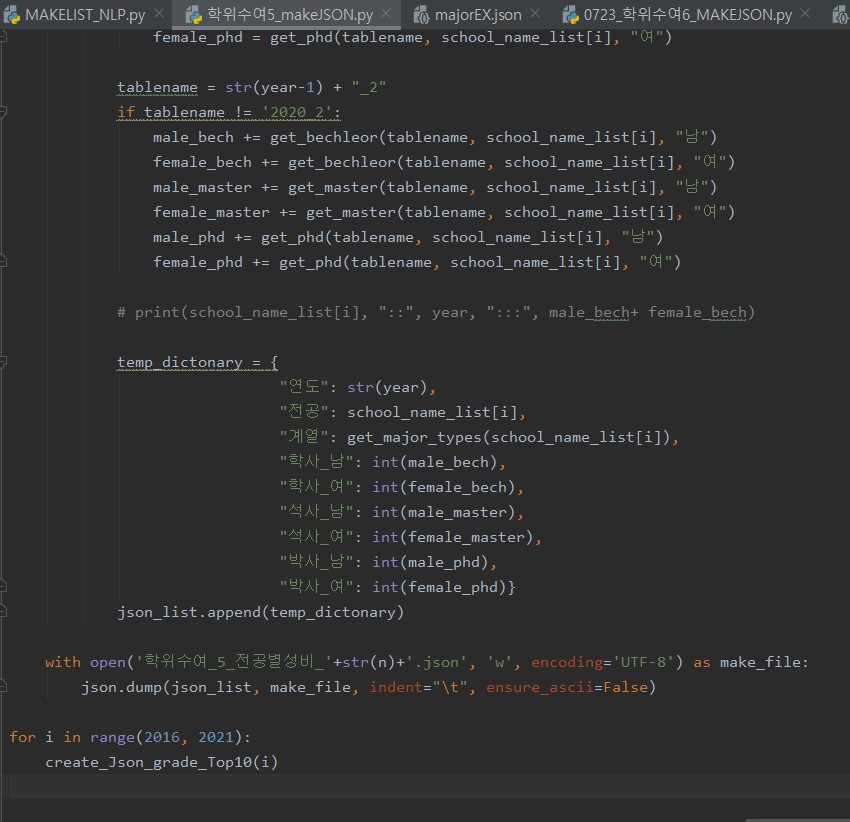 MAKELIST_NLP.py × 학위수여5_makeJSON.py × majorEX.json × 0723_학위수여6_MAKEJSON.py ×
female_phd = get_phd(tablename, school_name_list[i], "여")
tablename = str(year-1) + "_2"
if tablename != '2020_2':
male_bech += get_bechleor(tablename, school_name_list[i], "남")
female_bech += get_bechleor(tablename, school_name_list[i], "여")
male_master += get_master(tablename, school_name_list[i], "남")
female_master += get_master(tablename, school_name_list[i], "여")
male_phd += get_phd(tablename, school_name_list[i], "남")
female_phd += get_phd(tablename, school_name_list[i], "여")
# print(school_name_list[i], "::", year, ":::", male_bech+ female_bech)
temp_dictonary = {
"연도": str(year),
"전공": school_name_list[i],
"계열": get_major_types(school_name_list[i]),
"학사_남": int(male_bech),
"학사_여": int(female_bech),
"석사_남": int(male_master),
"석사_여": int(female_master),
"박사_남": int(male_phd),
"박사_여": int(female_phd)}
json_list.append(temp_dictonary)
with open('학위수여_5_전공별성비_'+str(n)+'.json', 'w', encoding='UTF-8') as make_file:
json.dump(json_list, make_file, indent="\t", ensure_ascii=False)
for i in range(2016, 2021):
create_Json_grade_Top10(i)